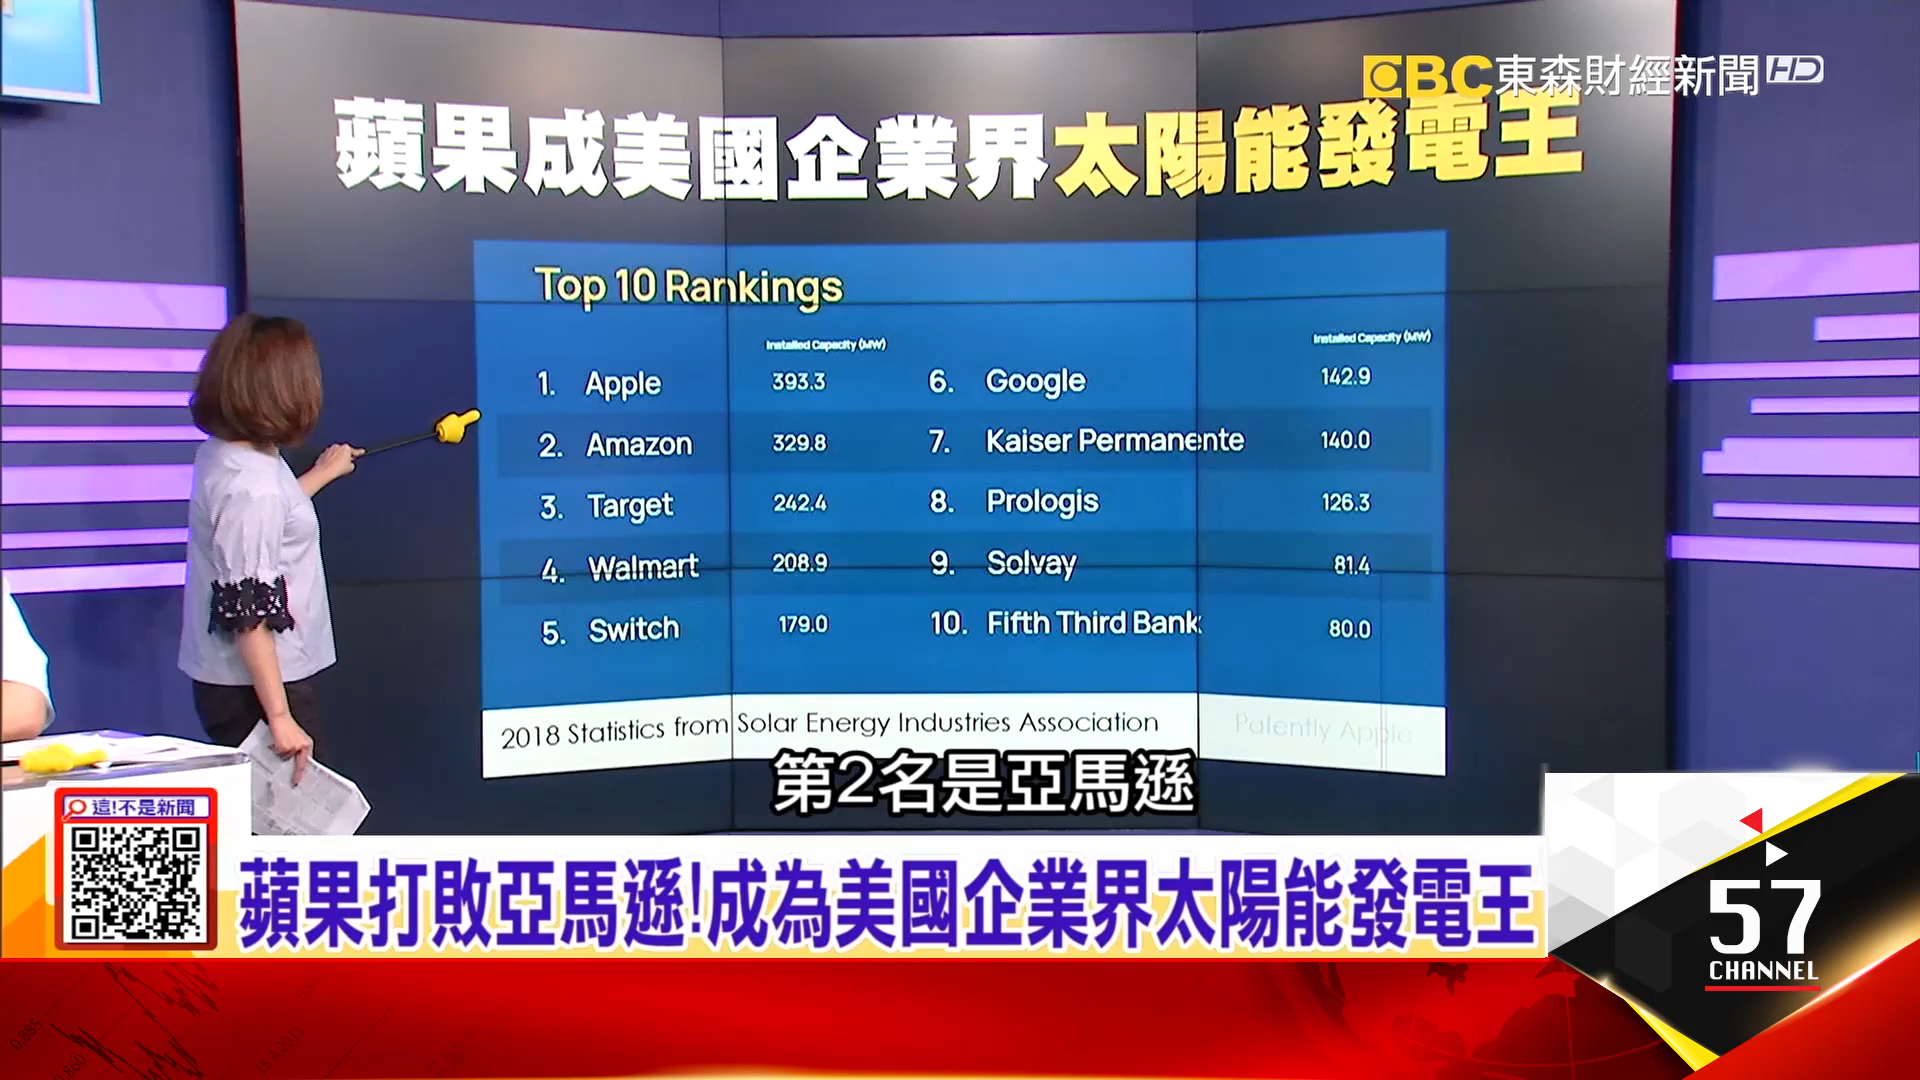 EBC東森財經新聞HD
蘋果成美國企業界太陽能發電王
Top 10 Rankings
Installed Capacity (MW)
1. Apple 393.3
2. Amazon 329.8
3. Target 242.4
4. Walmart 208.9
5. Switch 179.0
Installed Capacity (MW)
6. Google 142.9
7. Kaiser Permanente 140.0
8. Prologis 126.3
9. Solvay 81.4
10. Fifth Third Bank 80.0
2018 Statistics from Solar Energy Industries Association
Patently Apple
第2名是亞馬遜
這!不是新聞
蘋果打敗亞馬遜!成為美國企業界太陽能發電王
57
CHANNEL